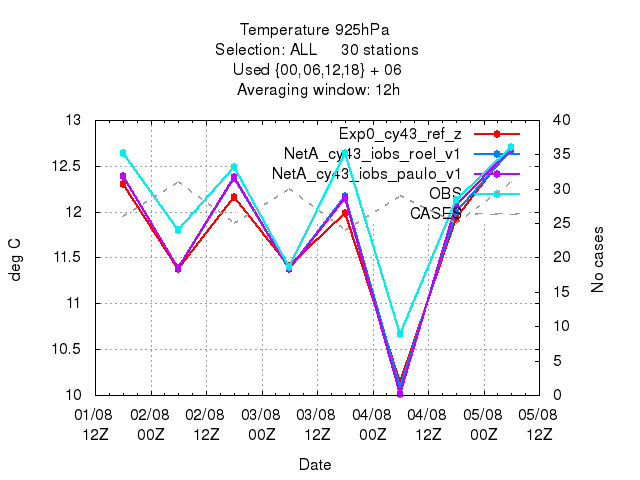 Temperature 925hPa
Selection: ALL     30 stations
Used {00,06,12,18} + 06
Averaging window: 12h
13
12.5
12
11.5
11
10.5
10
40
35
30
25
20
15
10
5
0
Exp0_cy43_ref_z
NetA_cy43_iobs_roel_v1
NetA_cy43_iobs_paulo_v1
OBS
CASES
deg C
No cases
01/08 02/08 02/08 03/08 03/08 04/08 04/08 05/08 05/08
12Z 00Z 12Z 00Z 12Z 00Z 12Z 00Z 12Z
Date